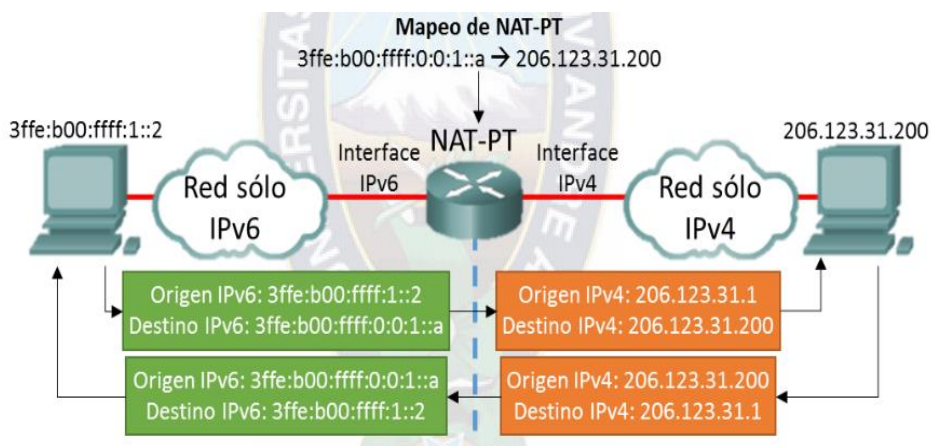 Mapeo de NAT-PT
3ffe:b00:ffff:0:0:1::a → 206.123.31.200
3ffe:b00:ffff:1::2
NAT-PT
206.123.31.200
Interface
IPv6
Interface
IPv4
Red sólo
IPv6
Red sólo
IPv4
Origen IPv6: 3ffe:b00:ffff:1::2
Destino IPv6: 3ffe:b00:ffff:0:0:1::a
Origen IPv4: 206.123.31.1
Destino IPv4: 206.123.31.200
Origen IPv6: 3ffe:b00:ffff:0:0:1::a
Destino IPv6: 3ffe:b00:ffff:1::2
Origen IPv4: 206.123.31.200
Destino IPv4: 206.123.31.1